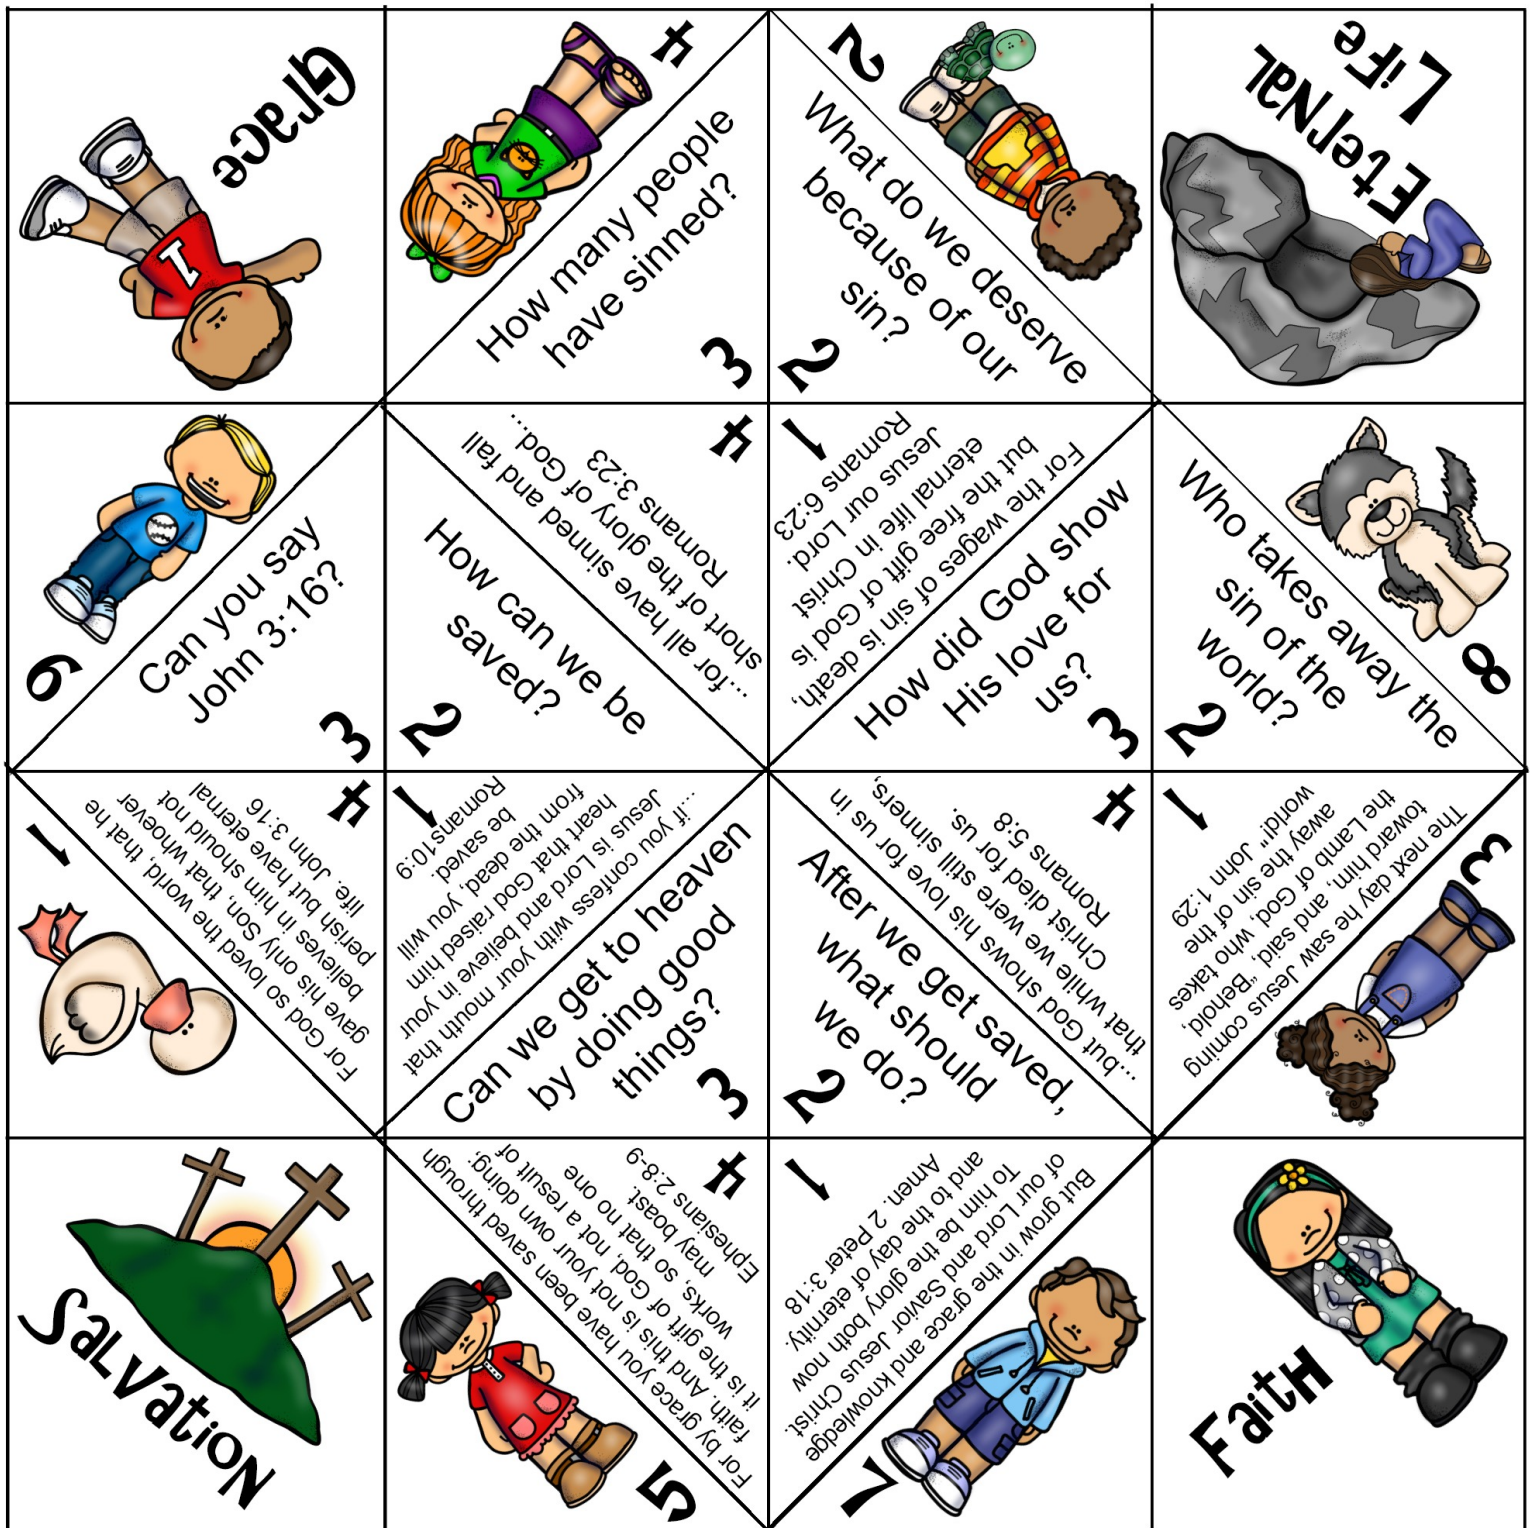 Grace
4
How many people
have sinned?
3
2
What do we deserve
because of our
sin?
2
Eternal
Life
1
6
Can you say
John 3:16?
3
4
...for all have sinned and fall
short of the glory of God...
Romans 3:23
How can we be
saved?
2
1
For the wages of sin is death,
but the free gift of God is
eternal life in Christ
Jesus our Lord.
Romans 6:23
How did God show
His love for
us?
3
Who takes away the
sin of the
world?
2
8
1
4
For God so loved the world, that he
gave his only Son, that whoever
believes in him should not
perish but have eternal
life. John 3:16
1
...if you confess with your mouth that
Jesus is Lord and believe in your
heart that God raised him
from the dead, you will
be saved.
Romans10:9
Can we get to heaven
by doing good
things?
3
4
...but God shows his love for us in
that while we were still sinners,
Christ died for us.
Romans 5:8
After we get saved,
what should
we do?
2
1
The next day he saw Jesus coming
toward him, and said, "Behold,
the Lamb of God, who takes
away the sin of the
world!" John 1:29
3
Salvation
4
For by grace you have been saved through
faith. And this is not your own doing;
it is the gift of God, not a result of
works, so that no one
may boast.
Ephesians 2:8-9
5
1
But grow in the grace and knowledge
of our Lord and Savior Jesus Christ.
To him be the glory both now
and to the day of eternity.
Amen. 2 Peter 3:18
7
Faith